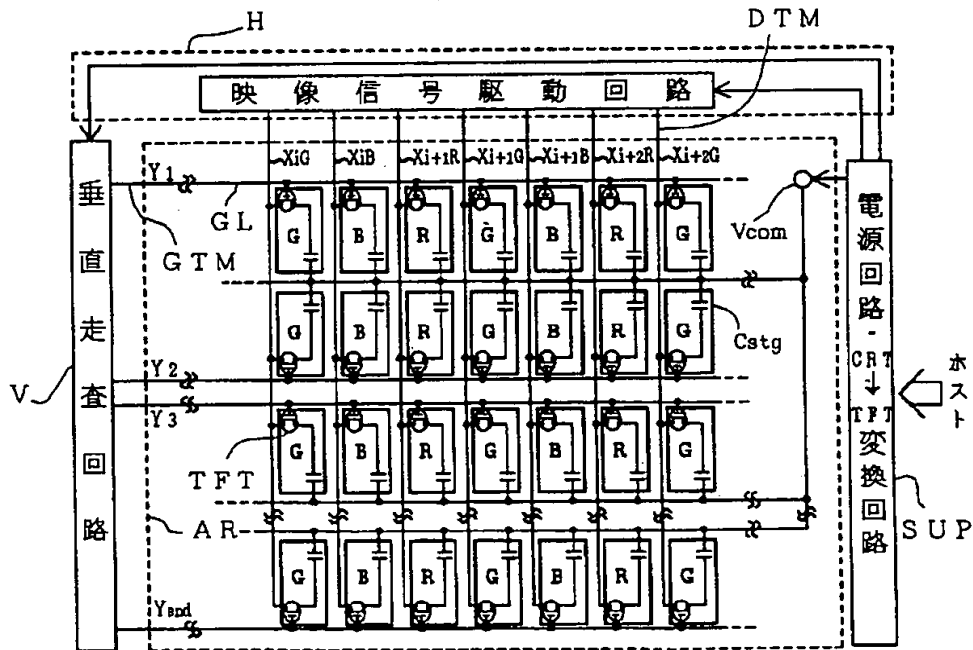 H
DTM
映像信号駆動回路
XiG XiB Xi+1R Xi+1G Xi+1B Xi+2R Xi+2G
Y1
GL
GTM
Vcom
G B R G B R G
G B R G B R G
Cstg
Y2
Y3
V
垂直走査回路
TFT
G B R G B R G
AR
G B R G B R G
YEnd
電源回路・CRT→TFT変換回路
ホスト
SUP